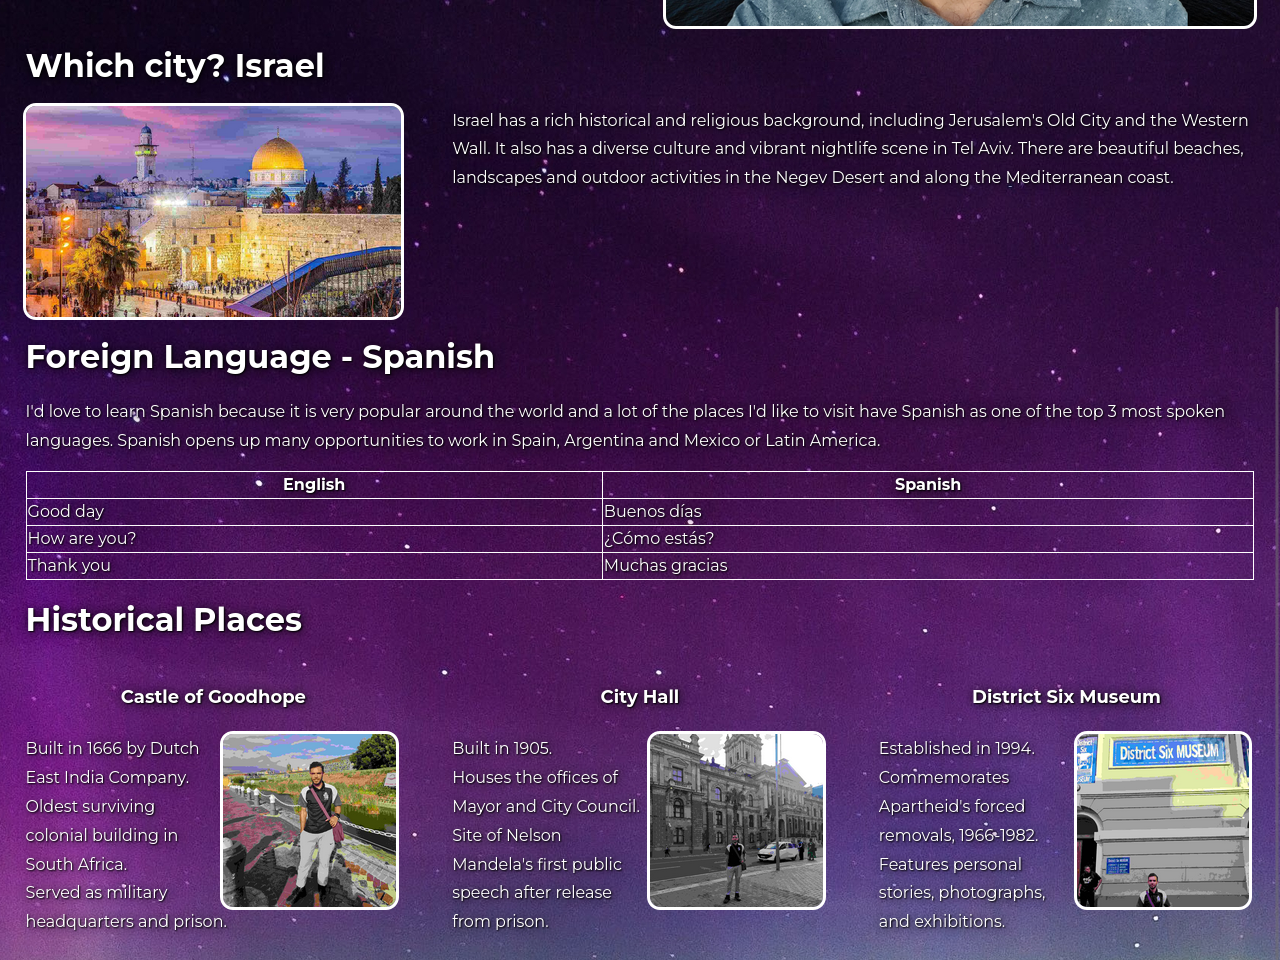 Which city? Israel
Israel has a rich historical and religious background, including Jerusalem's Old City and the Western
Wall. It also has a diverse culture and vibrant nightlife scene in Tel Aviv. There are beautiful beaches,
landscapes and outdoor activities in the Negev Desert and along the Mediterranean coast.
Foreign Language - Spanish
I'd love to learn Spanish because it is very popular around the world and a lot of the places I'd like to visit have Spanish as one of the top 3 most spoken
languages. Spanish opens up many opportunities to work in Spain, Argentina and Mexico or Latin America.
English Spanish
Good day Buenos días
How are you? ¿Cómo estás?
Thank you Muchas gracias
Historical Places
Castle of Goodhope
Built in 1666 by Dutch
East India Company.
Oldest surviving
colonial building in
South Africa.
Served as military
headquarters and prison.
City Hall
Built in 1905.
Houses the offices of
Mayor and City Council.
Site of Nelson
Mandela's first public
speech after release
from prison.
District Six Museum
Established in 1994.
Commemorates
Apartheid's forced
removals, 1966-1982.
Features personal
stories, photographs,
and exhibitions.
District Six MUSEUM